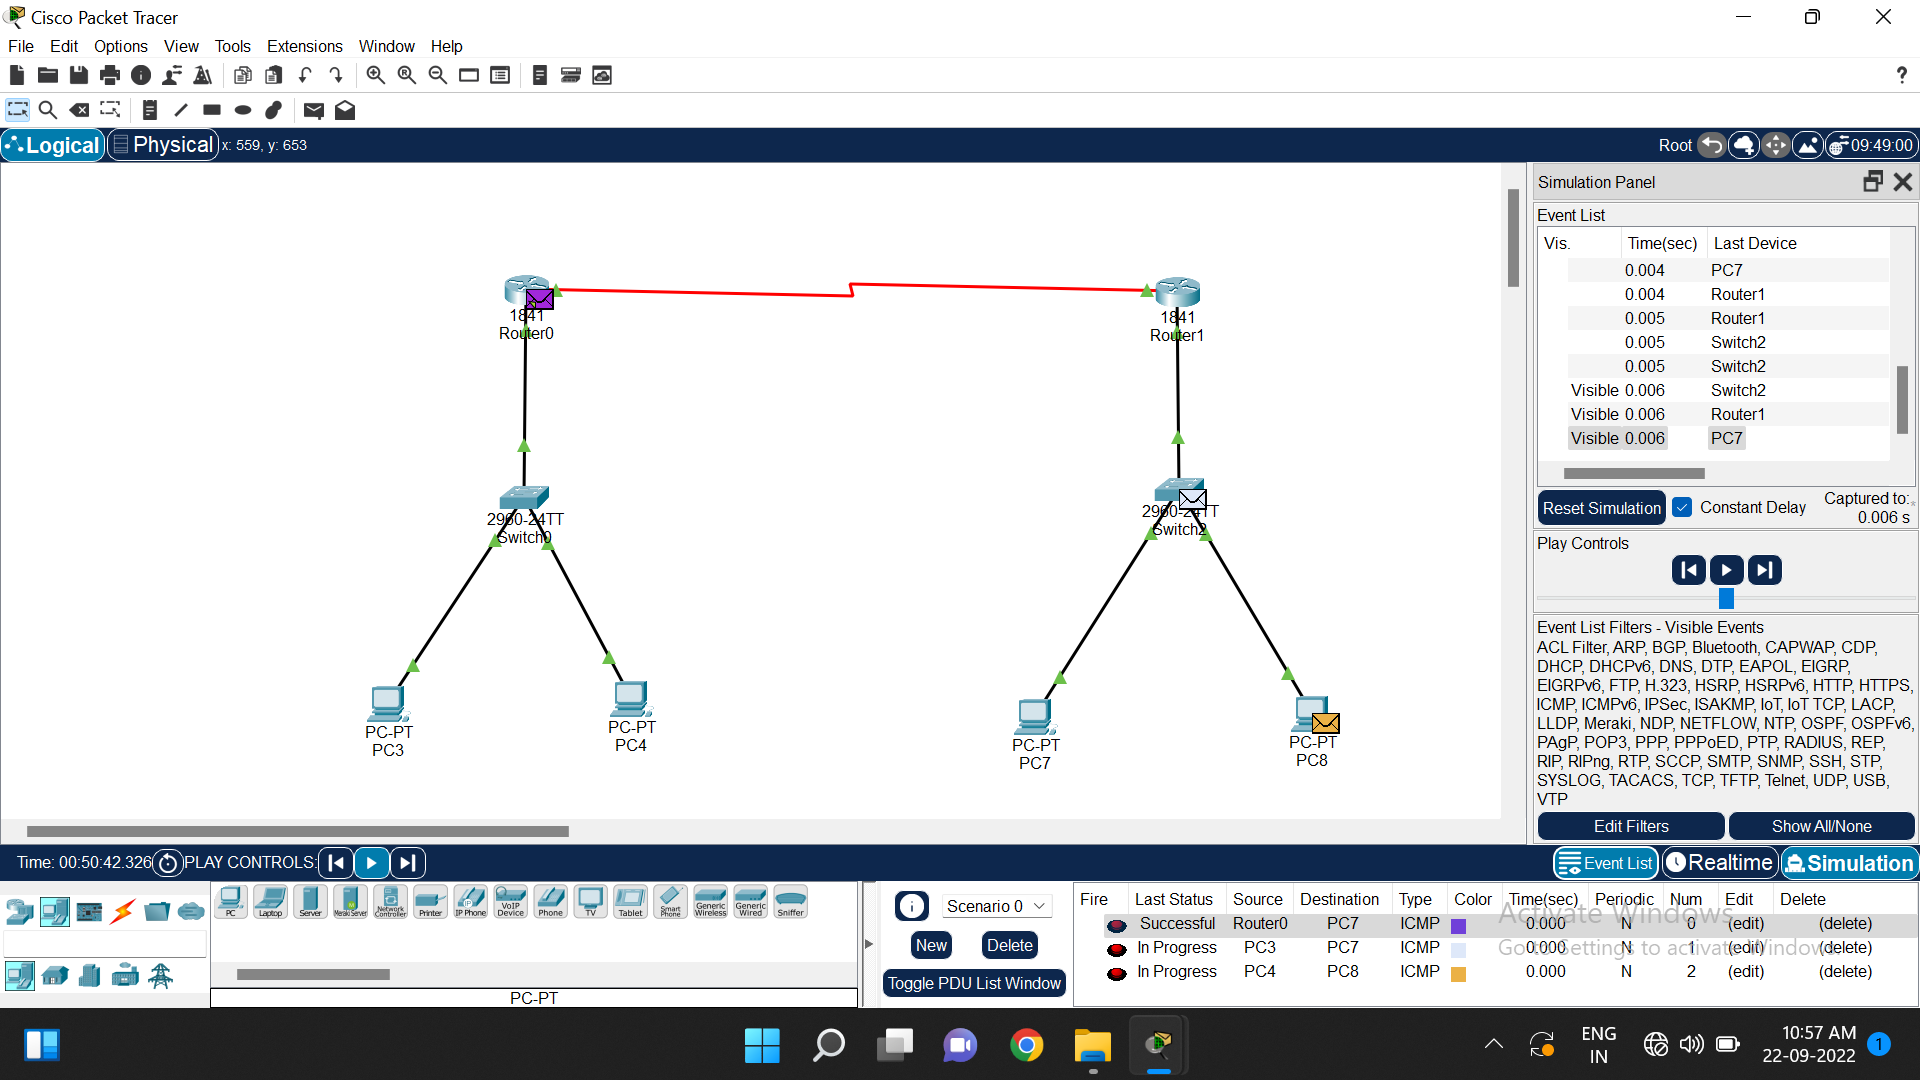 Cisco Packet Tracer
File Edit Options View Tools Extensions Window Help
?
Logical Physical x: 559, y: 653
Root 09:49:00
1841
Router0
1841
Router1
2960-24TT
Switch0
2960-24TT
Switch2
PC-PT
PC3
PC-PT
PC4
PC-PT
PC7
PC-PT
PC8
Simulation Panel
Event List
Vis. Time(sec) Last Device
0.004 PC7
0.004 Router1
0.005 Router1
0.005 Switch2
0.005 Switch2
Visible 0.006 Switch2
Visible 0.006 Router1
Visible 0.006 PC7
Reset Simulation Constant Delay Captured to:
0.006 s
Play Controls
Event List Filters - Visible Events
ACL Filter, ARP, BGP, Bluetooth, CAPWAP, CDP,
DHCP, DHCPv6, DNS, DTP, EAPOL, EIGRP,
EIGRPv6, FTP, H.323, HSRP, HSRPv6, HTTP, HTTPS,
ICMP, ICMPv6, IPSec, ISAKMP, IoT, IoT TCP, LACP,
LLDP, Meraki, NDP, NETFLOW, NTP, OSPF, OSPFv6,
PAgP, POP3, PPP, PPPoED, PTP, RADIUS, REP,
RIP, RIPng, RTP, SCCP, SMTP, SNMP, SSH, STP,
SYSLOG, TACACS, TCP, TFTP, Telnet, UDP, USB,
VTP
Edit Filters Show All/None
Time: 00:50:42.326 PLAY CONTROLS:
Event List Realtime Simulation
PC Laptop Server Meraki Server Network Controller Printer IP Phone VoIP Device Phone TV Tablet Smart Phone Generic Wireless Generic Wired Sniffer
PC-PT
Scenario 0
New Delete
Toggle PDU List Window
Fire Last Status Source Destination Type Color Time(sec) Periodic Num Edit Delete
Successful Router0 PC7 ICMP 0.000 N 0 (edit) (delete)
In Progress PC3 PC7 ICMP 0.000 N 1 (edit) (delete)
In Progress PC4 PC8 ICMP 0.000 N 2 (edit) (delete)
Activate Windows
Go to Settings to activate Windows.
ENG
IN
10:57 AM
22-09-2022
1